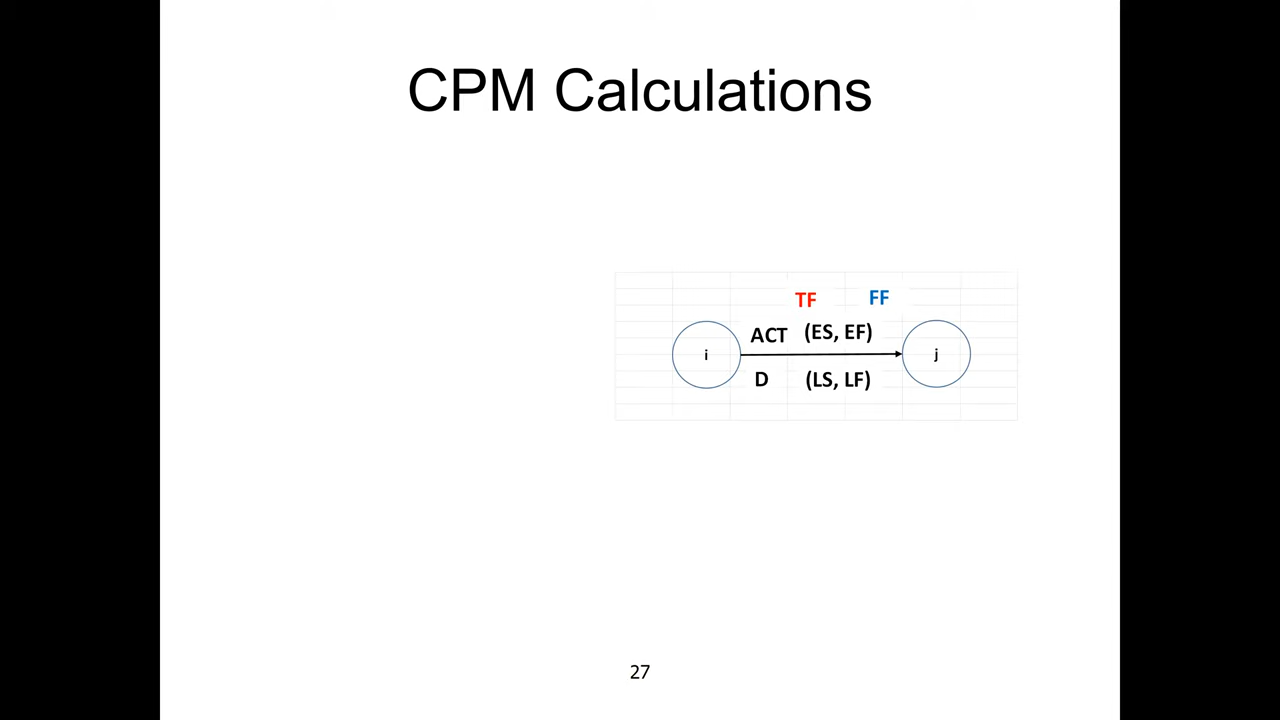 CPM Calculations
TF FF
ACT (ES, EF)
i j
D (LS, LF)
27